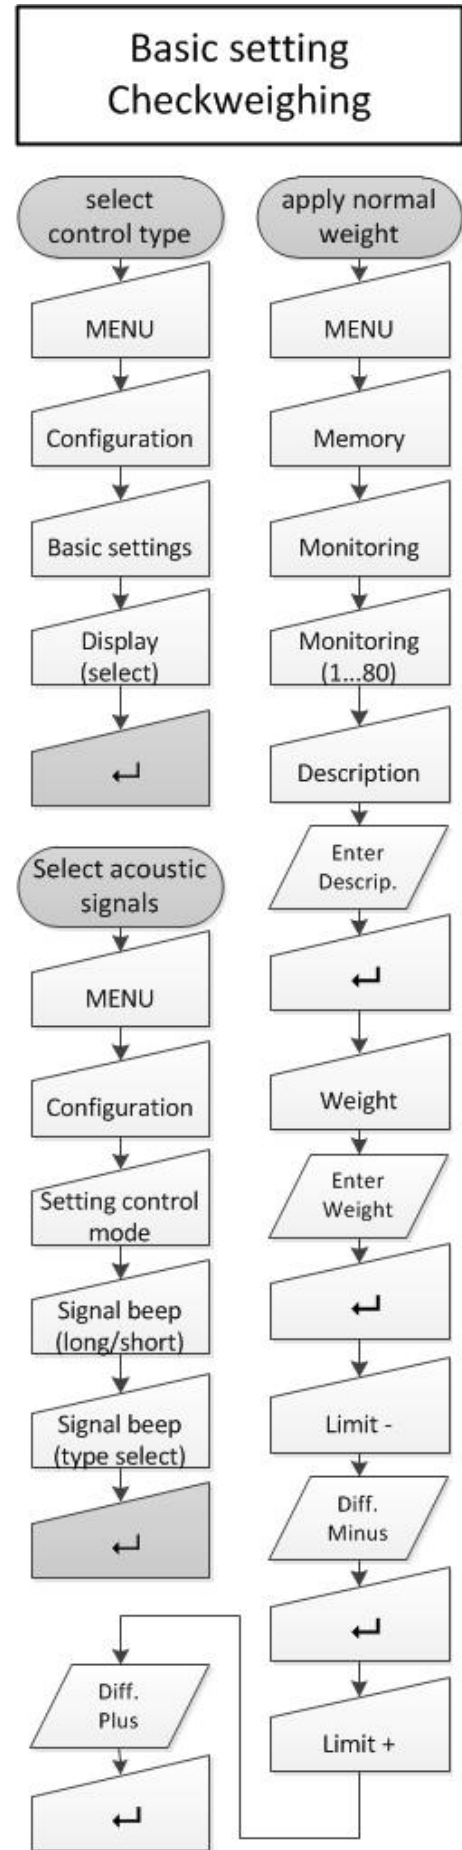 Basic setting
Checkweighing
select
control type
MENU
Configuration
Basic settings
Display
(select)
↵
Select acoustic
signals
MENU
Configuration
Setting control
mode
Signal beep
(long/short)
Signal beep
(type select)
↵
apply normal
weight
MENU
Memory
Monitoring
Monitoring
(1...80)
Description
Enter
Descrip.
↵
Weight
Enter
Weight
↵
Limit -
Diff.
Minus
↵
Limit +
Diff.
Plus
↵